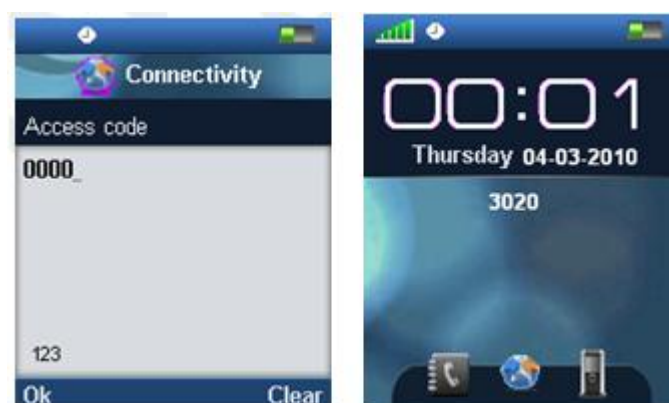 Connectivity
Access code
0000_
123
Ok Clear
00:01
Thursday 04-03-2010
3020